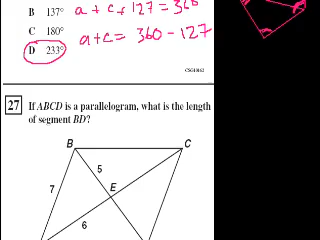 B 137° a + c + 127 = 360
C 180°
D 233° a + c = 360 - 127
CSG10162
27 If ABCD is a parallelogram, what is the length
of segment BD?
B C
5
7 E
6